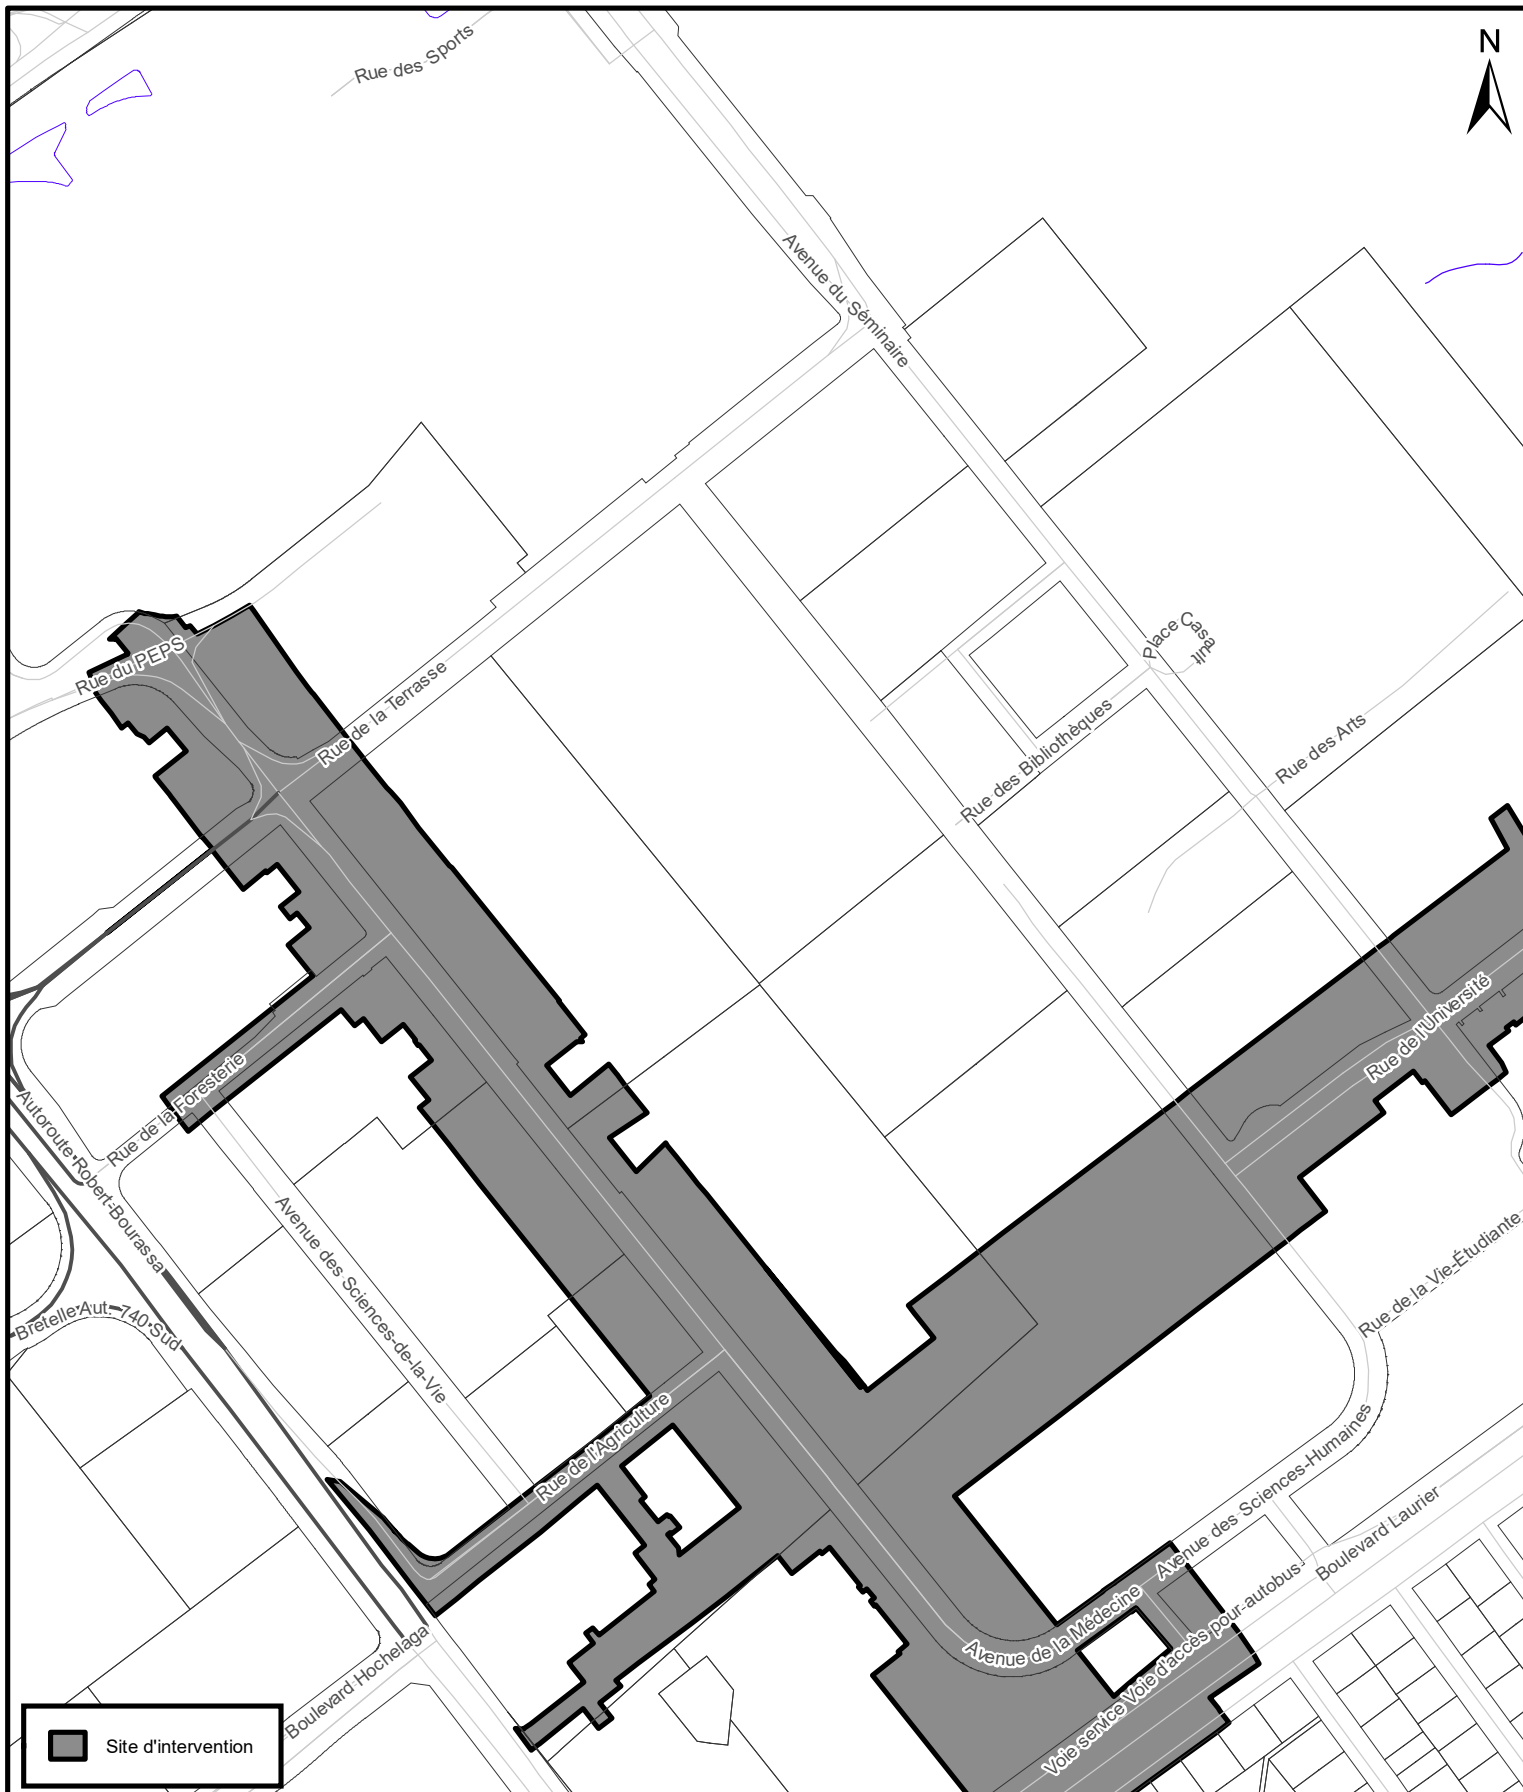 Rue des Sports
N
Avenue du Séminaire
Place Casault
Rue du PEPS
Rue de la Terrasse
Rue des Bibliothèques
Rue des Arts
Rue de l'Université
Rue de la Foresterie
Autoroute Robert-Bourassa
Avenue des Sciences-de-la-Vie
Rue de la Vie-Étudiante
Bretelle Aut. 740 Sud
Rue de l'Agriculture
Avenue des Sciences-Humaines
Boulevard Laurier
Avenue de la Médecine
Voie service Voie d'accès pour autobus
Boulevard Hochelaga
Site d'intervention